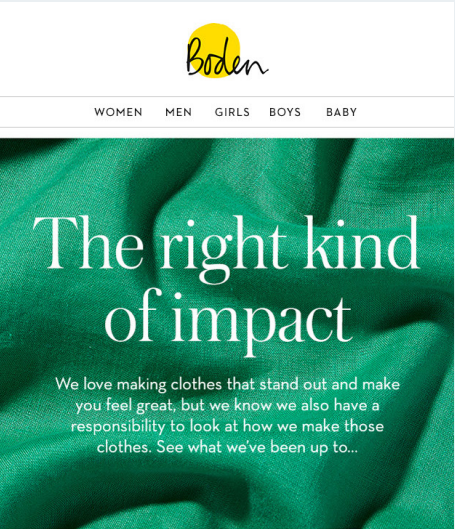 Boden
WOMEN MEN GIRLS BOYS BABY
The right kind
of impact
We love making clothes that stand out and make
you feel great, but we know we also have a
responsibility to look at how we make those
clothes. See what we've been up to...